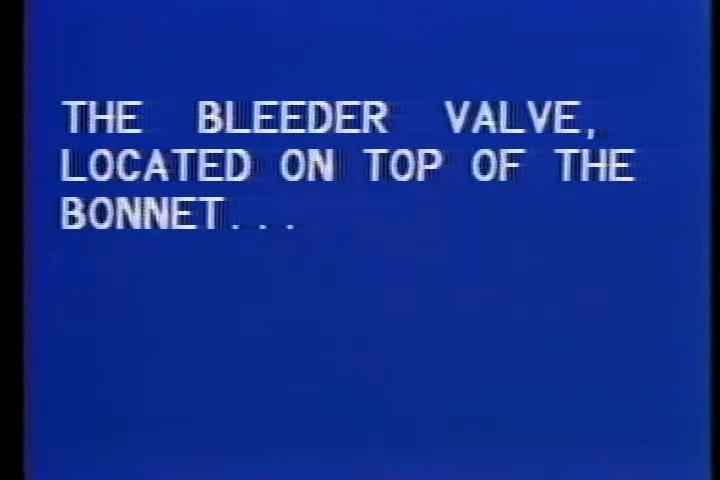 THE BLEEDER VALVE,
LOCATED ON TOP OF THE
BONNET...